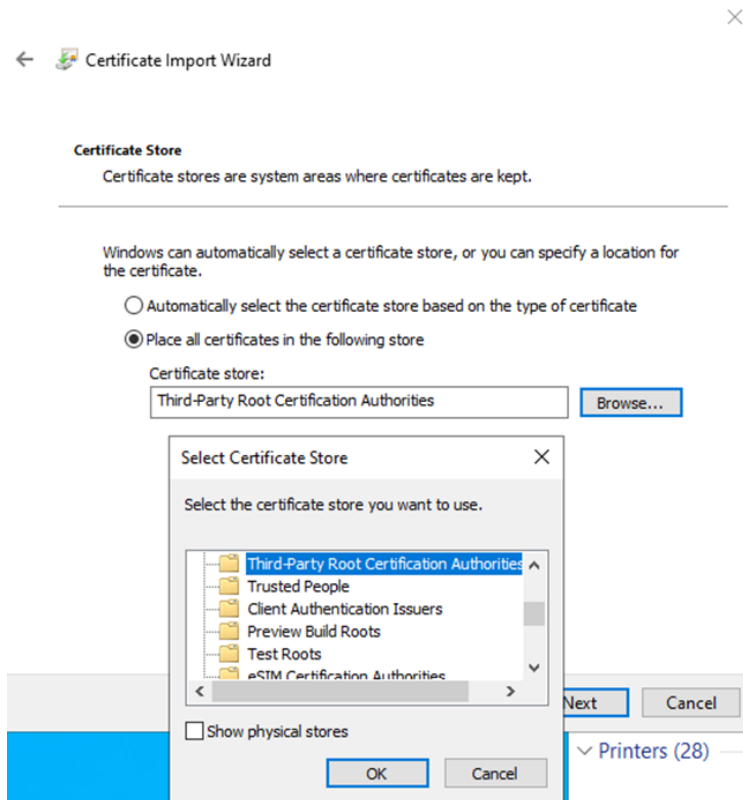 Certificate Import Wizard
Certificate Store
Certificate stores are system areas where certificates are kept.
Windows can automatically select a certificate store, or you can specify a location for
the certificate.
Automatically select the certificate store based on the type of certificate
Place all certificates in the following store
Certificate store:
Third-Party Root Certification Authorities
Browse...
Select Certificate Store
Select the certificate store you want to use.
Third-Party Root Certification Authorities
Trusted People
Client Authentication Issuers
Preview Build Roots
Test Roots
eSIM Certification Authorities
Next
Cancel
Show physical stores
Printers (28)
OK
Cancel